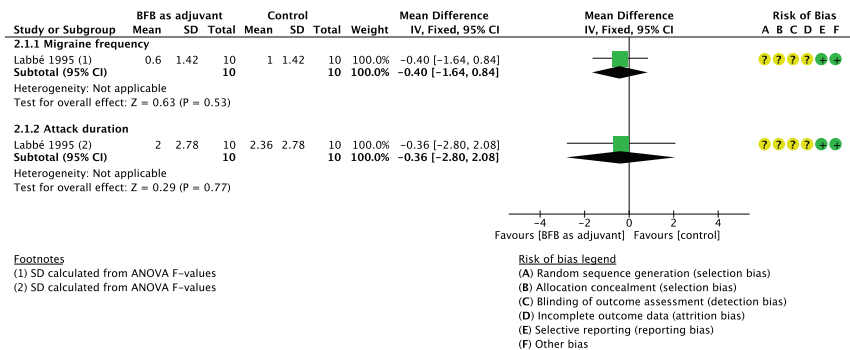 BFB as adjuvant Control Mean Difference Mean Difference Risk of Bias
Study or Subgroup Mean SD Total Mean SD Total Weight IV, Fixed, 95% CI IV, Fixed, 95% CI A B C D E F
2.1.1 Migraine frequency
Labbé 1995 (1) 0.6 1.42 10 1 1.42 10 100.0% -0.40 [-1.64, 0.84] ? ? ? ? + +
Subtotal (95% CI) 10 10 100.0% -0.40 [-1.64, 0.84]
Heterogeneity: Not applicable
Test for overall effect: Z = 0.63 (P = 0.53)
2.1.2 Attack duration
Labbé 1995 (2) 2 2.78 10 2.36 2.78 10 100.0% -0.36 [-2.80, 2.08] ? ? ? ? + +
Subtotal (95% CI) 10 10 100.0% -0.36 [-2.80, 2.08]
Heterogeneity: Not applicable
Test for overall effect: Z = 0.29 (P = 0.77)
-4 -2 0 2 4
Favours [BFB as adjuvant] Favours [control]
Footnotes
(1) SD calculated from ANOVA F-values
(2) SD calculated from ANOVA F-values
Risk of bias legend
(A) Random sequence generation (selection bias)
(B) Allocation concealment (selection bias)
(C) Blinding of outcome assessment (detection bias)
(D) Incomplete outcome data (attrition bias)
(E) Selective reporting (reporting bias)
(F) Other bias